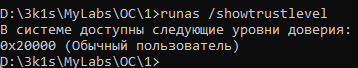 D:\3k1s\MyLabs\OC\1>runas /showtrustlevel
В системе доступны следующие уровни доверия:
0x20000 (Обычный пользователь)
D:\3k1s\MyLabs\OC\1>